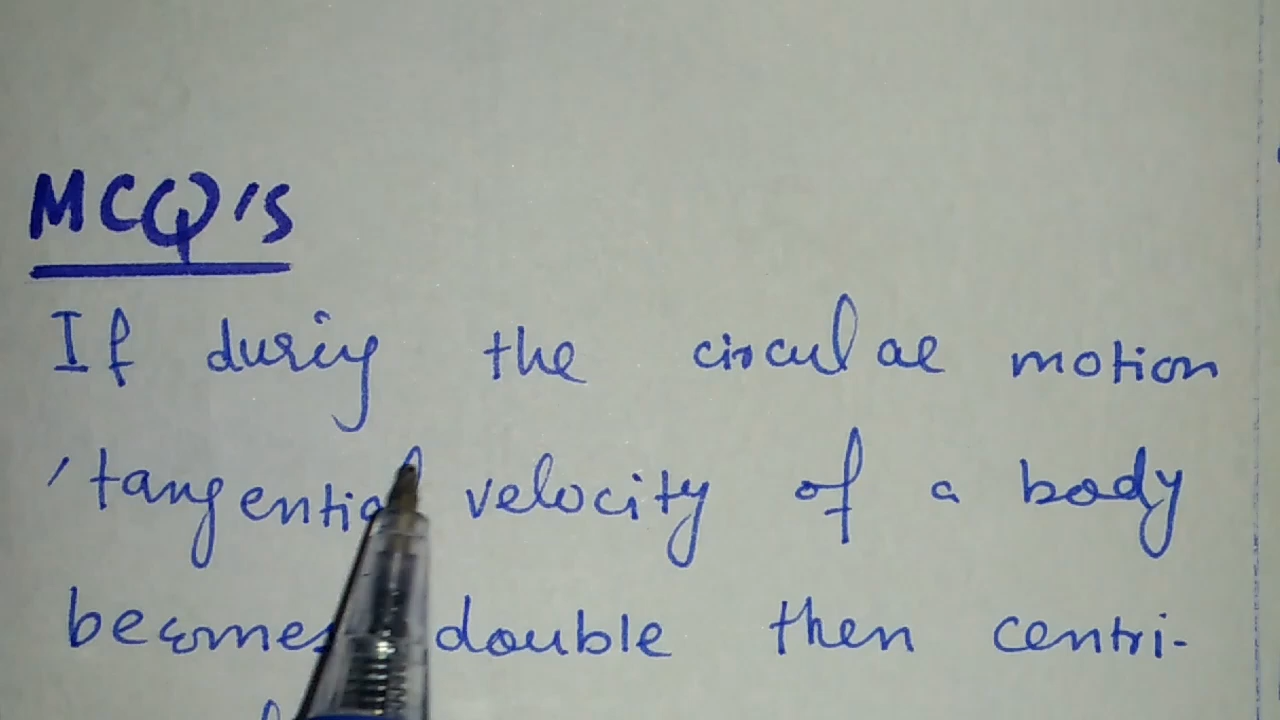 MCQ's
If during the circular motion
tangential velocity of a body
becomes double then centri-